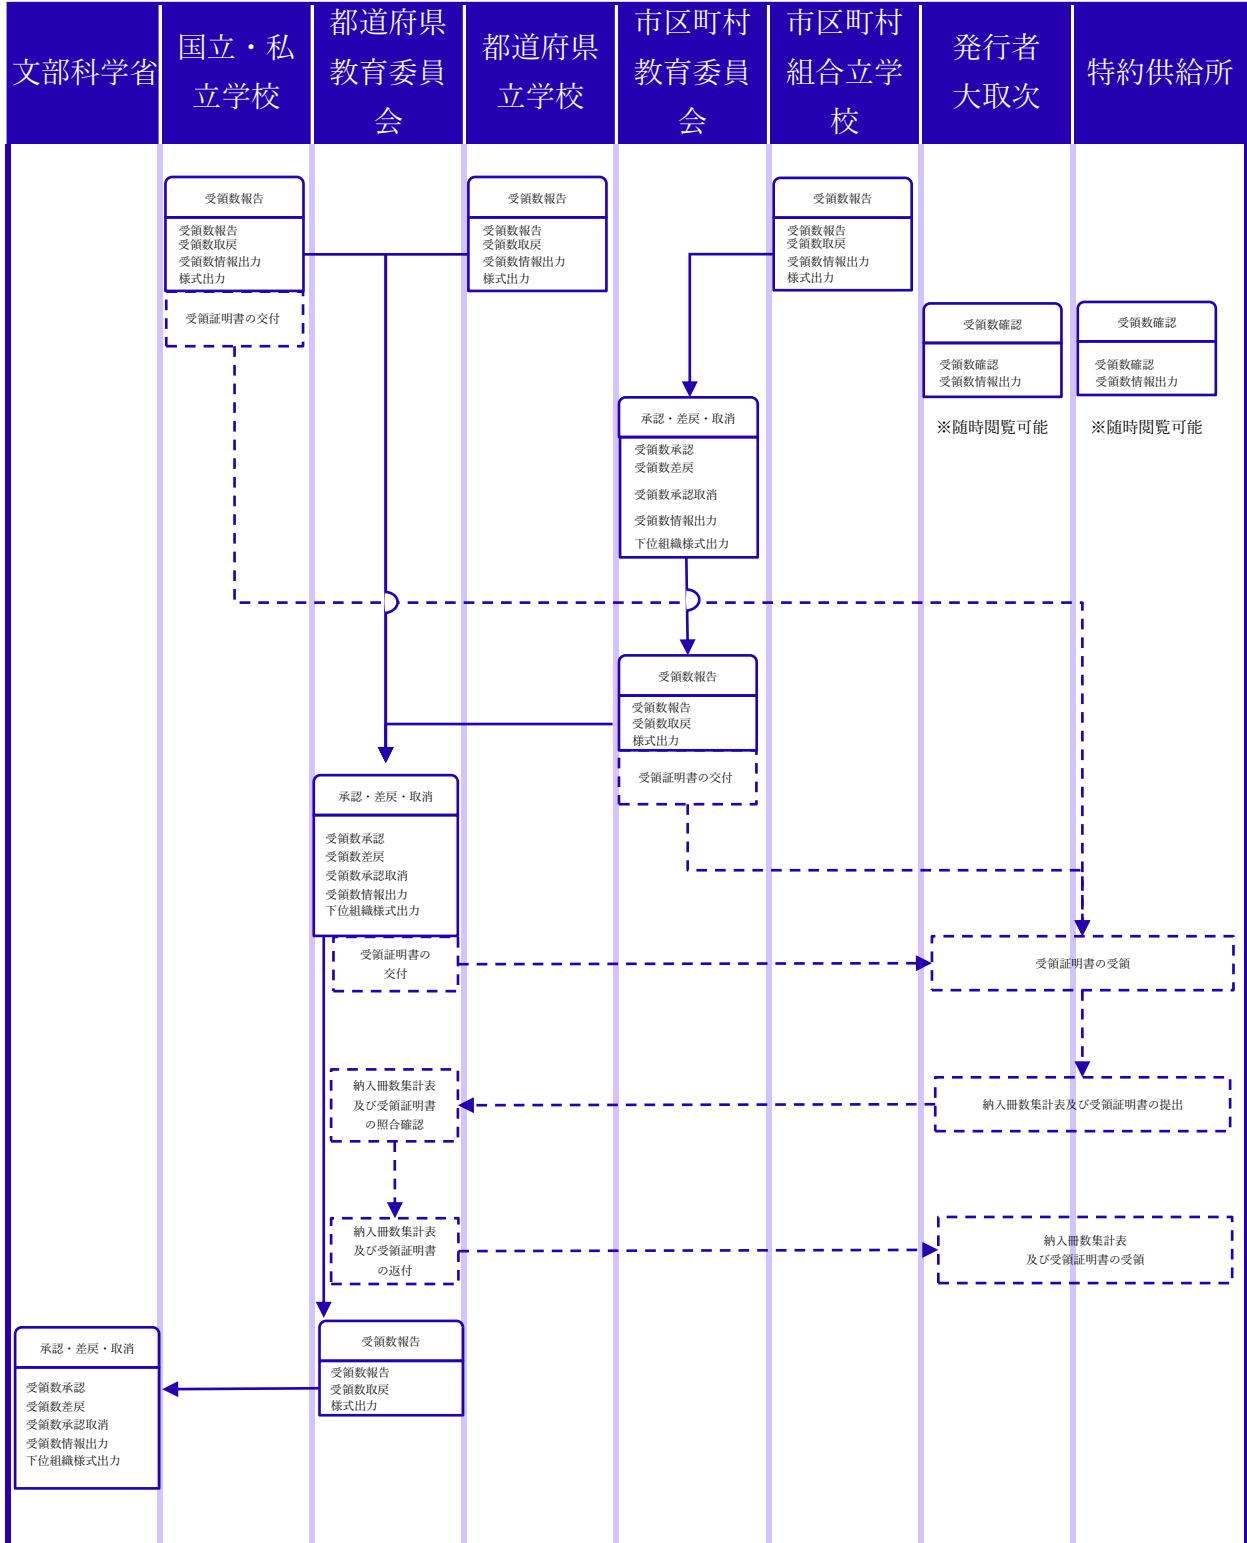 文部科学省
国立・私
立学校
都道府県
教育委員
会
都道府県
立学校
市区町村
教育委員
会
市区町村
組合立学
校
発行者
大取次
特約供給所
受領数報告
受領数報告
受領数取戻
受領数情報出力
様式出力
受領証明書の交付
受領数報告
受領数報告
受領数取戻
受領数情報出力
様式出力
受領数報告
受領数報告
受領数取戻
受領数情報出力
様式出力
受領数確認
受領数確認
受領数情報出力
※随時閲覧可能
受領数確認
受領数確認
受領数情報出力
※随時閲覧可能
承認・差戻・取消
受領数承認
受領数差戻
受領数承認取消
受領数情報出力
下位組織様式出力
受領数報告
受領数報告
受領数取戻
様式出力
受領証明書の交付
承認・差戻・取消
受領数承認
受領数差戻
受領数承認取消
受領数情報出力
下位組織様式出力
受領証明書の
交付
受領証明書の受領
納入冊数集計表
及び受領証明書
の照合確認
納入冊数集計表及び受領証明書の提出
納入冊数集計表
及び受領証明書
の返付
納入冊数集計表
及び受領証明書の受領
受領数報告
受領数報告
受領数取戻
様式出力
承認・差戻・取消
受領数承認
受領数差戻
受領数承認取消
受領数情報出力
下位組織様式出力